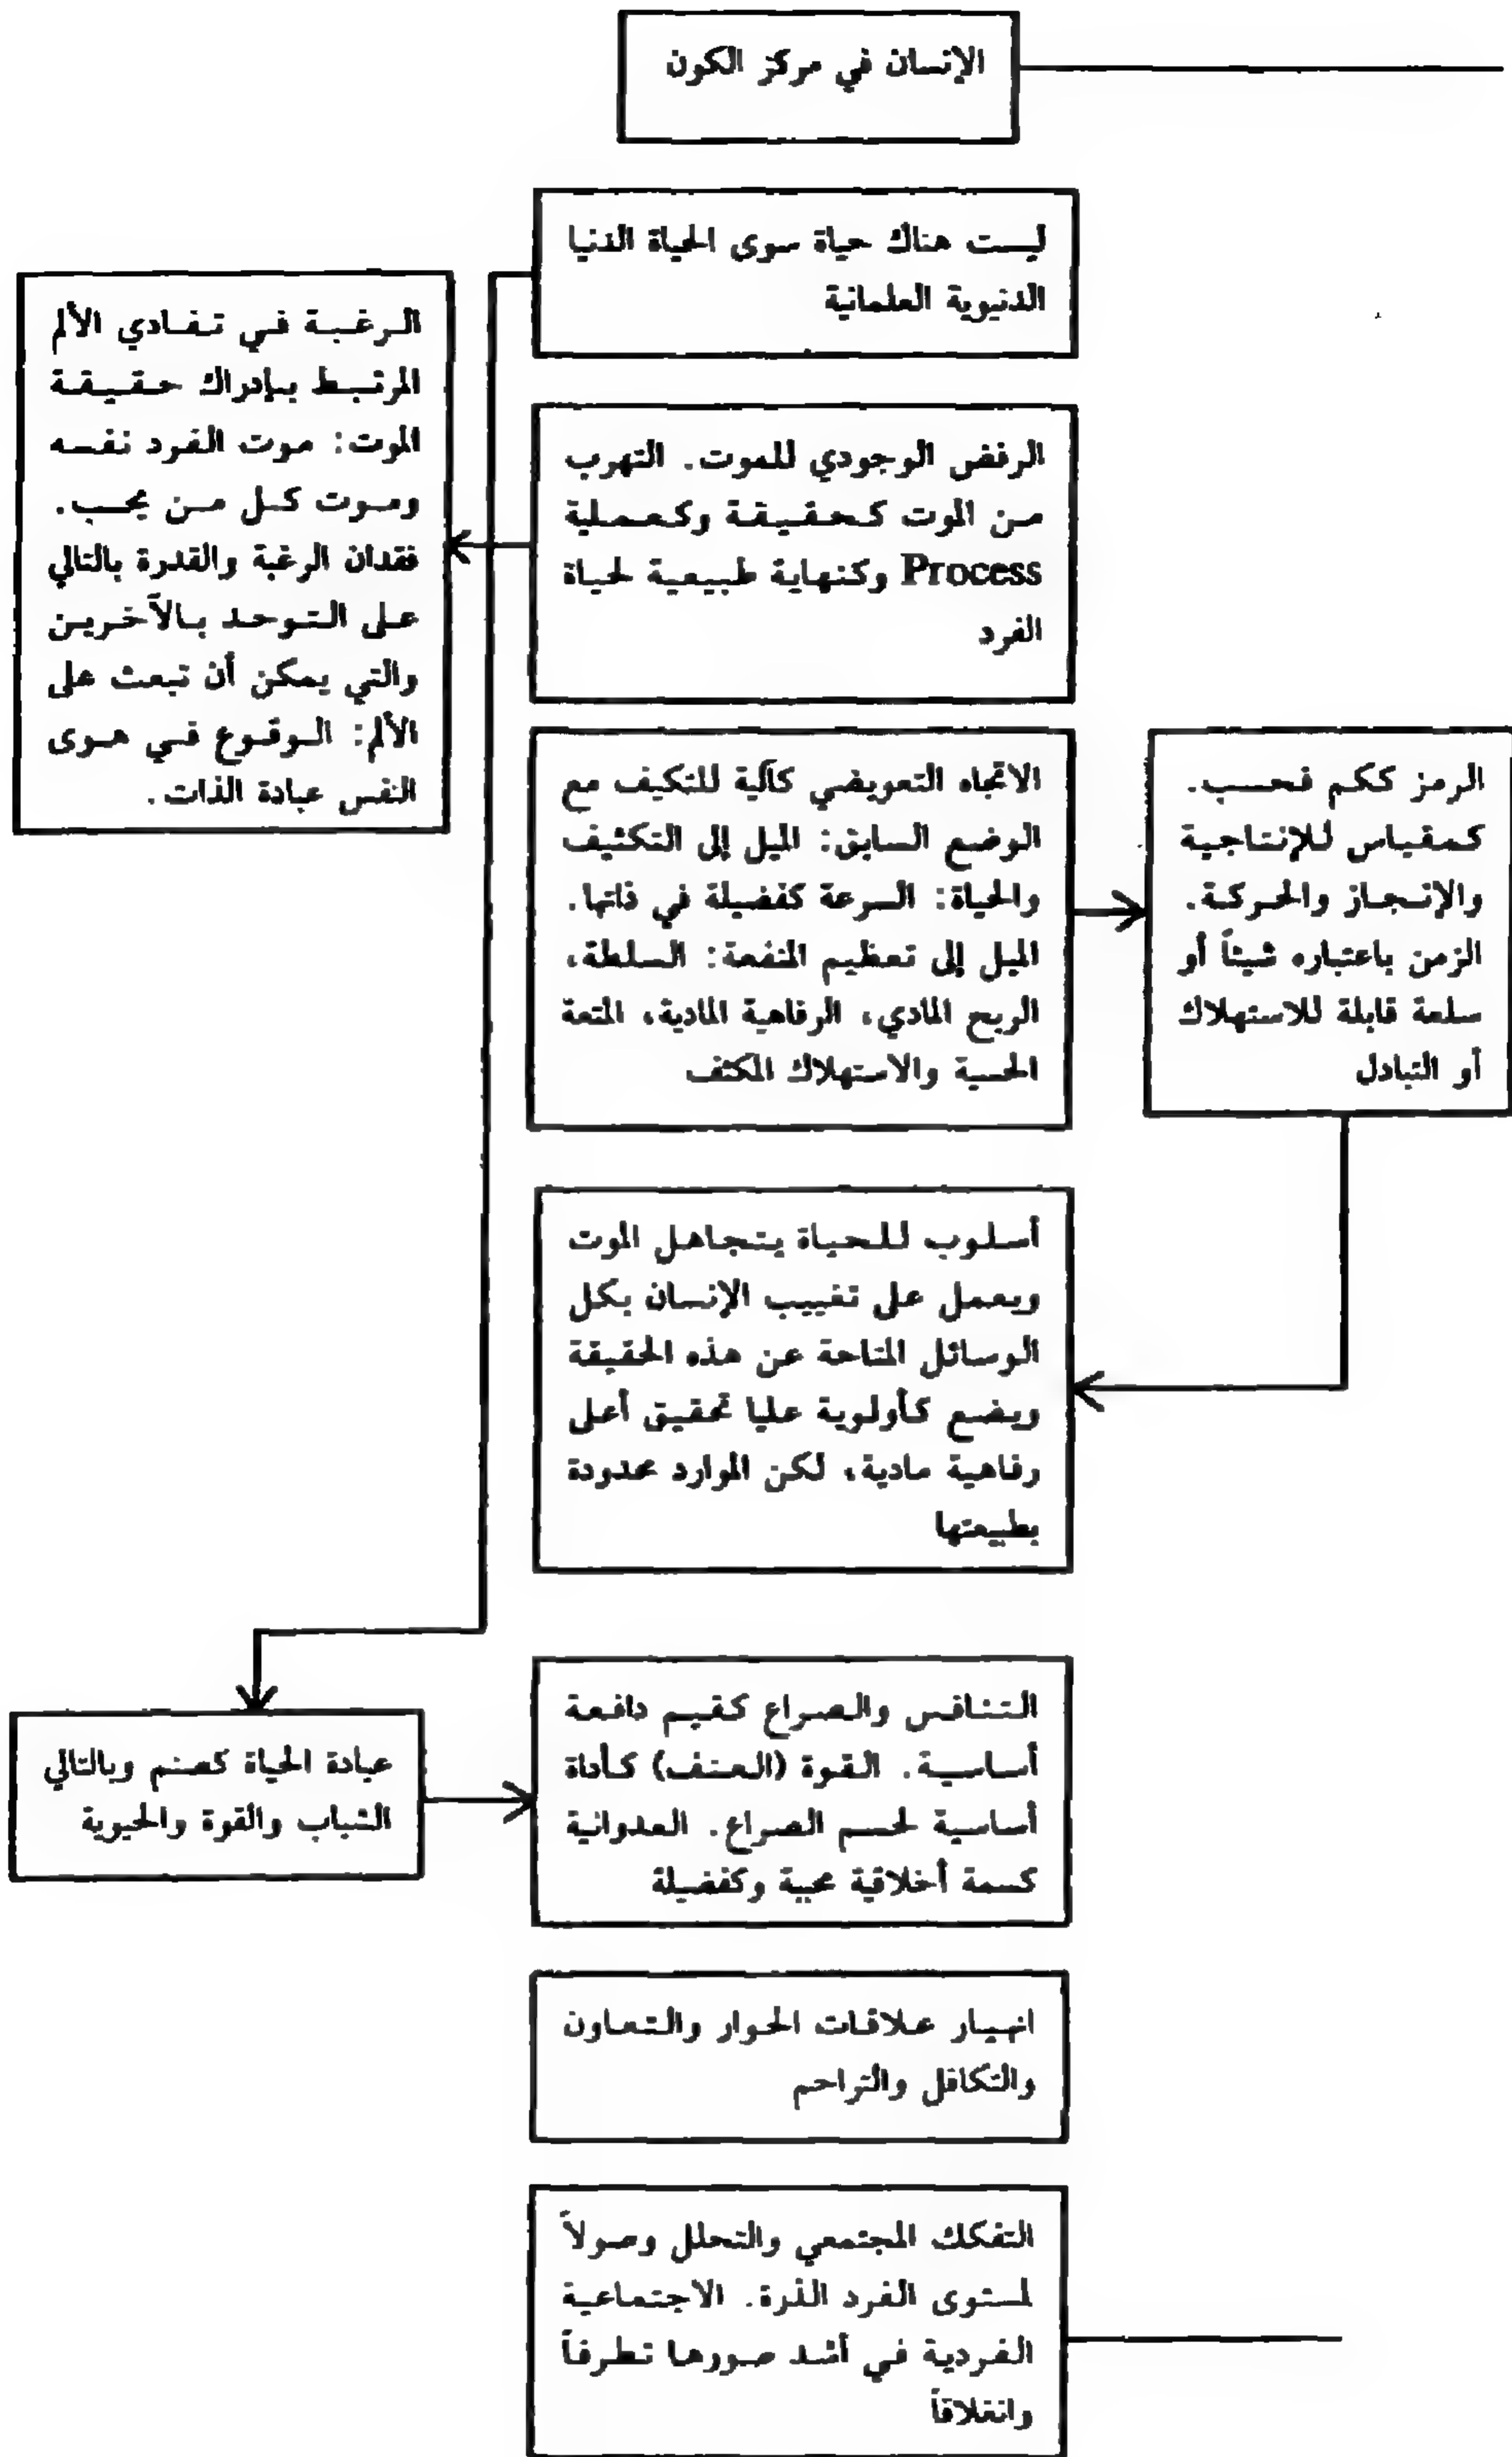 الإنسان في مركز الكون
ليست هناك حياة سوى الحياة الدنيا
الدنيوية العلمانية
الرغبة في تفادي الألم
المرتبط بإدراك حقيقة
الموت: موت الفرد نفسه
وموت كل من يحب.
فقدان الرغبة والقدرة بالتالي
على التوحد بالآخرين
والتي يمكن أن تبعث على
الألم: الوقوع في هوى
النفس عبادة الذات.
الرفض الوجودي للموت. التهرب
من الموت كحقيقة وكعملية
Process وكنهاية طبيعية لحياة
الفرد
الرمز ككم فحسب.
كمقياس للإنتاجية
والإنجاز والحركة.
الزمن باعتباره شيئاً أو
سلعة قابلة للاستهلاك
أو التبادل
الاتجاه التعويضي كآلية للتكيف مع
الوضع السابق: الميل إلى التكثيف
والحياة: السرعة كفضيلة في ذاتها.
الميل إلى تعظيم المنفعة: السلطة،
الربح المادي، الرفاهية المادية، المتعة
الحسية والاستهلاك المكثف
أسلوب للحياة يتجاهل الموت
ويعمل على تغييب الإنسان بكل
الوسائل المتاحة عن هذه الحقيقة
ويضع كأولوية عليا تحقيق أعلى
رفاهية مادية، لكن الموارد محدودة
بطبيعتها
التنافس والصراع كقيم دافعة
أساسية. القوة (العنف) كأداة
أساسية لحسم الصراع. العدوانية
كسمة أخلاقية محببة وكفضيلة
عبادة الحياة كصنم وبالتالي
الشباب والقوة والحيوية
انهيار علاقات الحوار والتعاون
والتكافل والتراحم
التفكك المجتمعي والتحلل وصولاً
لمستوى الفرد الذرة. الاجتماعية
الفردية في أشد صورها تطرفاً
وانغلاقاً